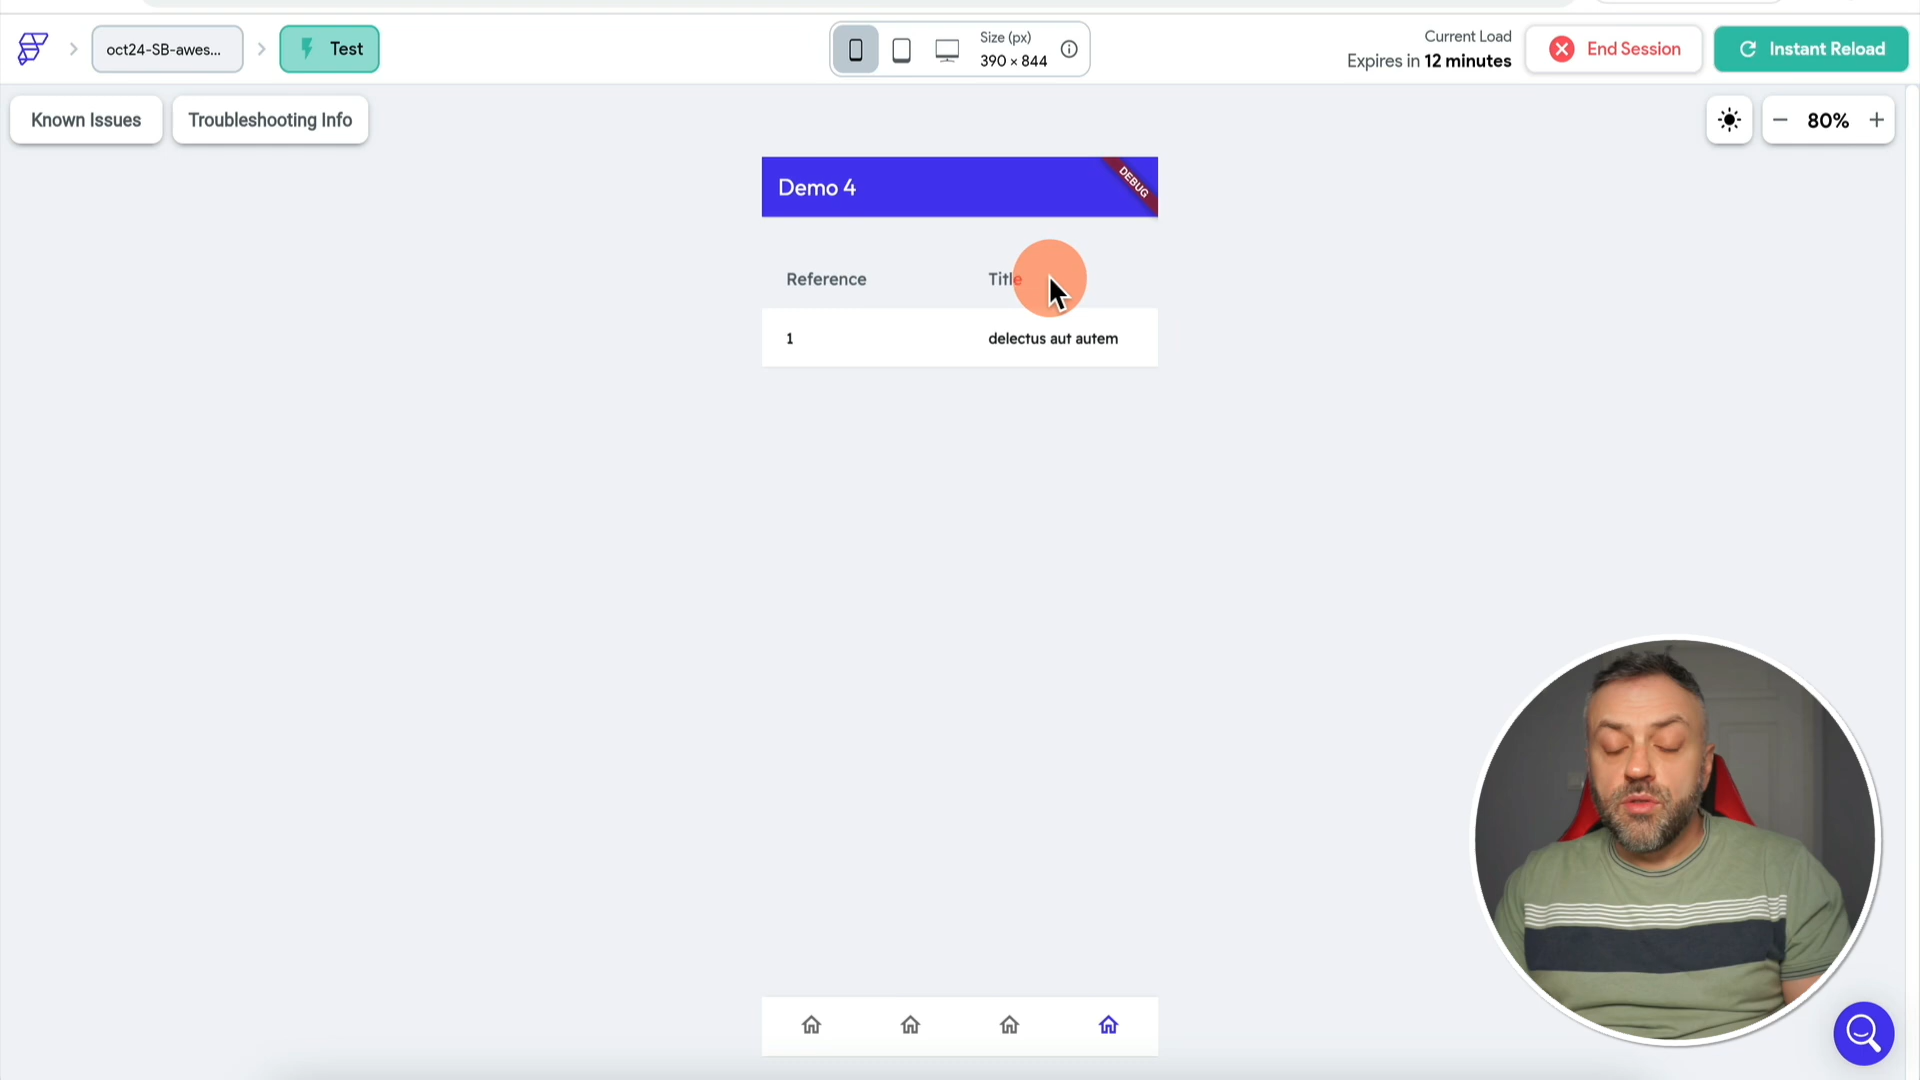 oct24-SB-awes...
Test
Size (px)
390 × 844
Current Load
Expires in 12 minutes
End Session
Instant Reload
Known Issues
Troubleshooting Info
80%
Demo 4
DEBUG
Reference
Title
1
delectus aut autem